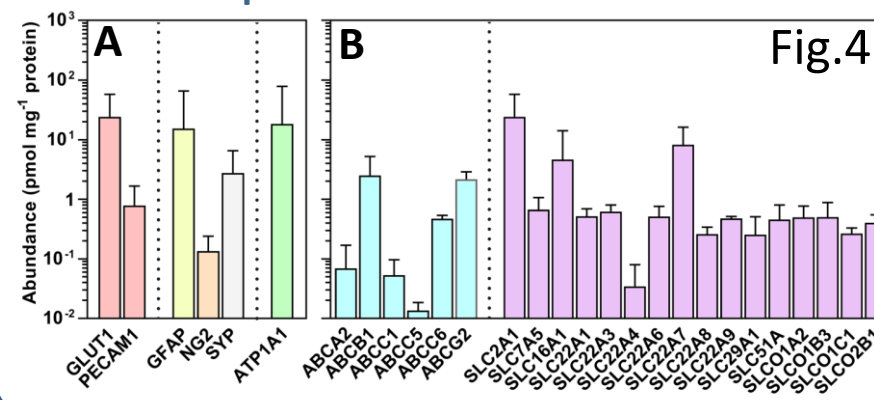 A
B
Fig.4
Abundance (pmol mg⁻¹ protein)
10³
10²
10¹
1
10⁻¹
10⁻²
GLUT1
PECAM1
GFAP
NG2
SYP
ATP1A1
ABCA2
ABCB1
ABCC1
ABCC5
ABCC6
ABCG2
SLC2A1
SLC7A5
SLC16A1
SLC22A1
SLC22A3
SLC22A4
SLC22A6
SLC22A7
SLC22A8
SLC22A9
SLC29A1
SLC51A
SLCO1A2
SLCO1B3
SLCO1C1
SLCO2B1